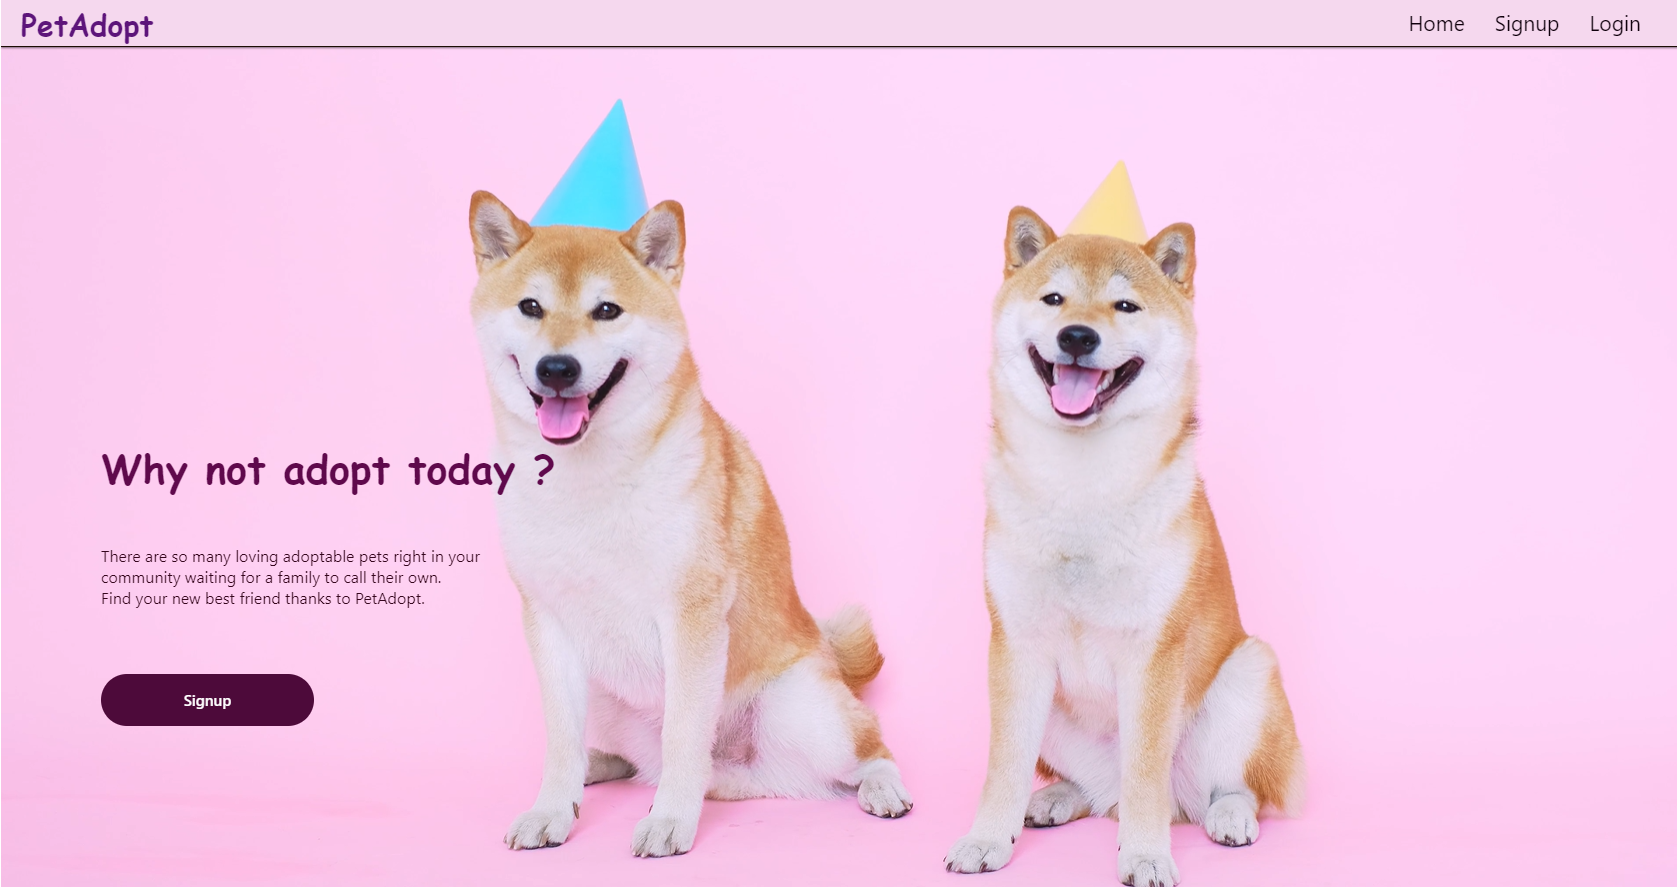 PetAdopt
Home Signup Login
Why not adopt today ?
There are so many loving adoptable pets right in your
community waiting for a family to call their own.
Find your new best friend thanks to PetAdopt.
Signup